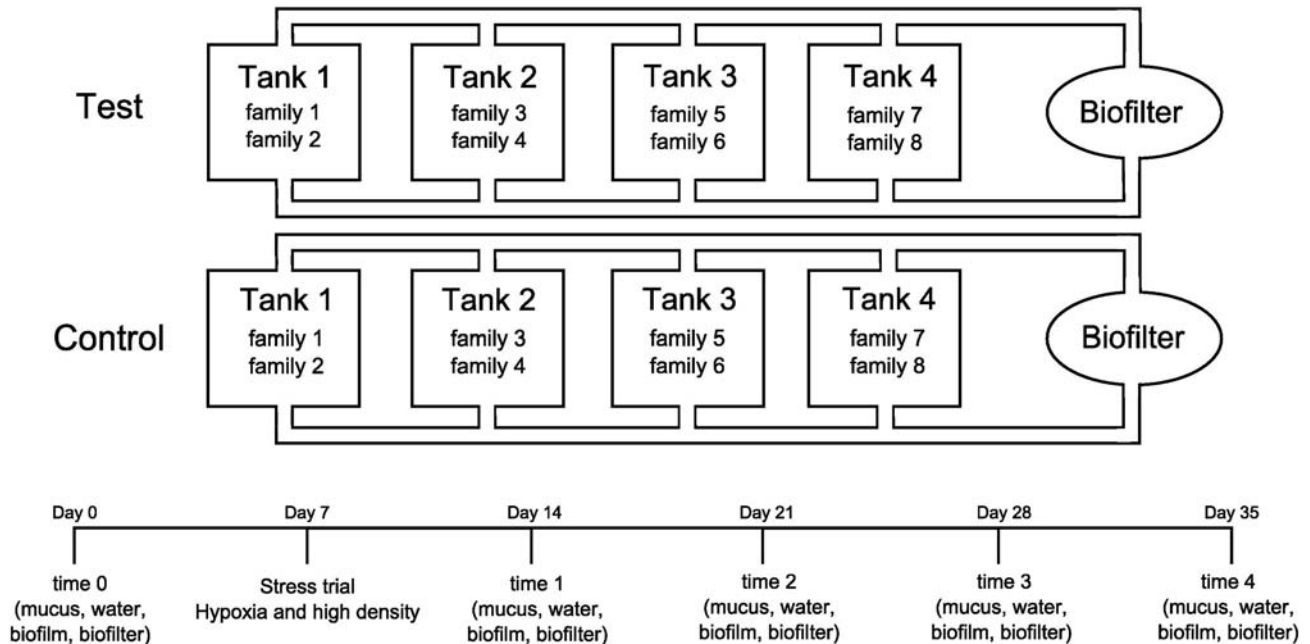 Test
Tank 1
family 1
family 2
Tank 2
family 3
family 4
Tank 3
family 5
family 6
Tank 4
family 7
family 8
Biofilter
Control
Tank 1
family 1
family 2
Tank 2
family 3
family 4
Tank 3
family 5
family 6
Tank 4
family 7
family 8
Biofilter
Day 0
Day 7
Day 14
Day 21
Day 28
Day 35
time 0
(mucus, water,
biofilm, biofilter)
Stress trial
Hypoxia and high density
time 1
(mucus, water,
biofilm, biofilter)
time 2
(mucus, water,
biofilm, biofilter)
time 3
(mucus, water,
biofilm, biofilter)
time 4
(mucus, water,
biofilm, biofilter)